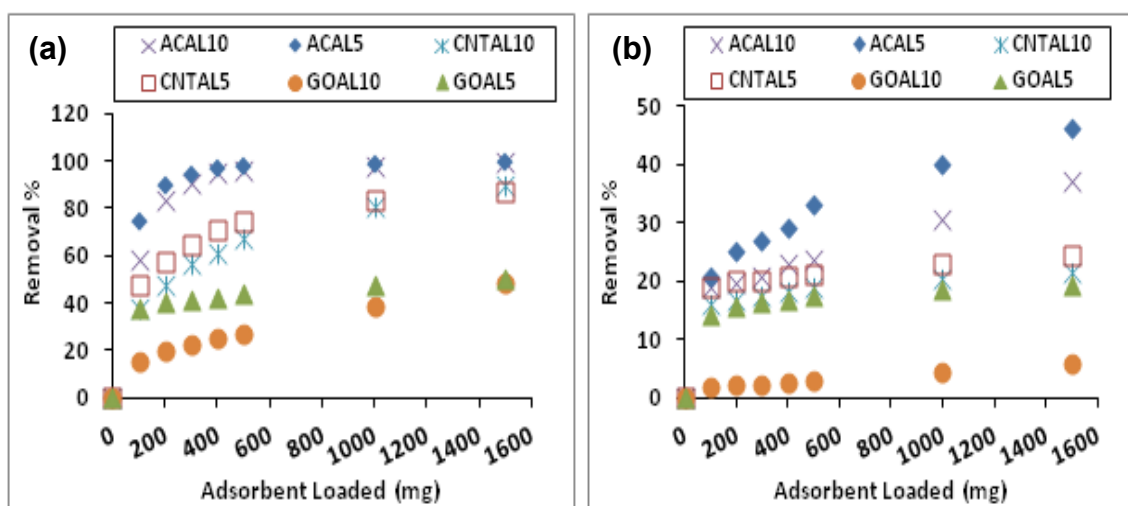 (a)
ACAL10 ACAL5 CNTAL10
CNTAL5 GOAL10 GOAL5
120
100
80
60
40
20
0
Removal %
0 200 400 600 800 1000 1200 1400 1600
Adsorbent Loaded (mg)
(b)
ACAL10 ACAL5 CNTAL10
CNTAL5 GOAL10 GOAL5
50
40
30
20
10
0
Removal %
0 200 400 600 800 1000 1200 1400 1600
Adsorbent Loaded (mg)